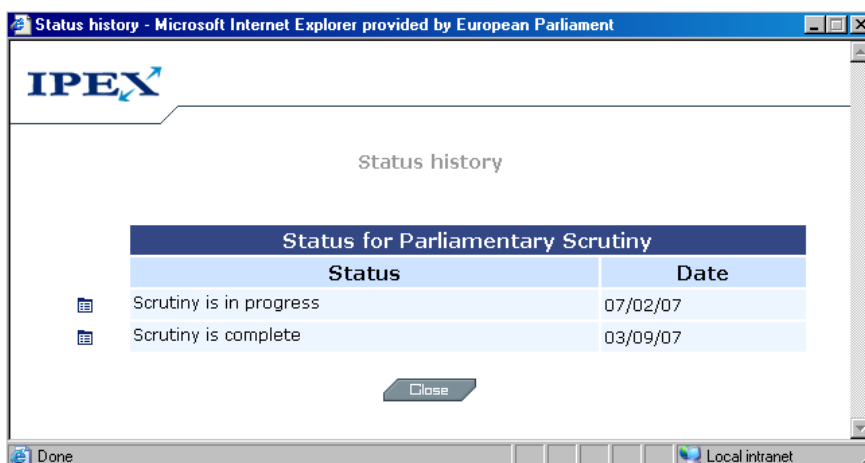 Status history - Microsoft Internet Explorer provided by European Parliament
IPEX
Status history
Status for Parliamentary Scrutiny
Status Date
Scrutiny is in progress 07/02/07
Scrutiny is complete 03/09/07
Close
Done Local intranet